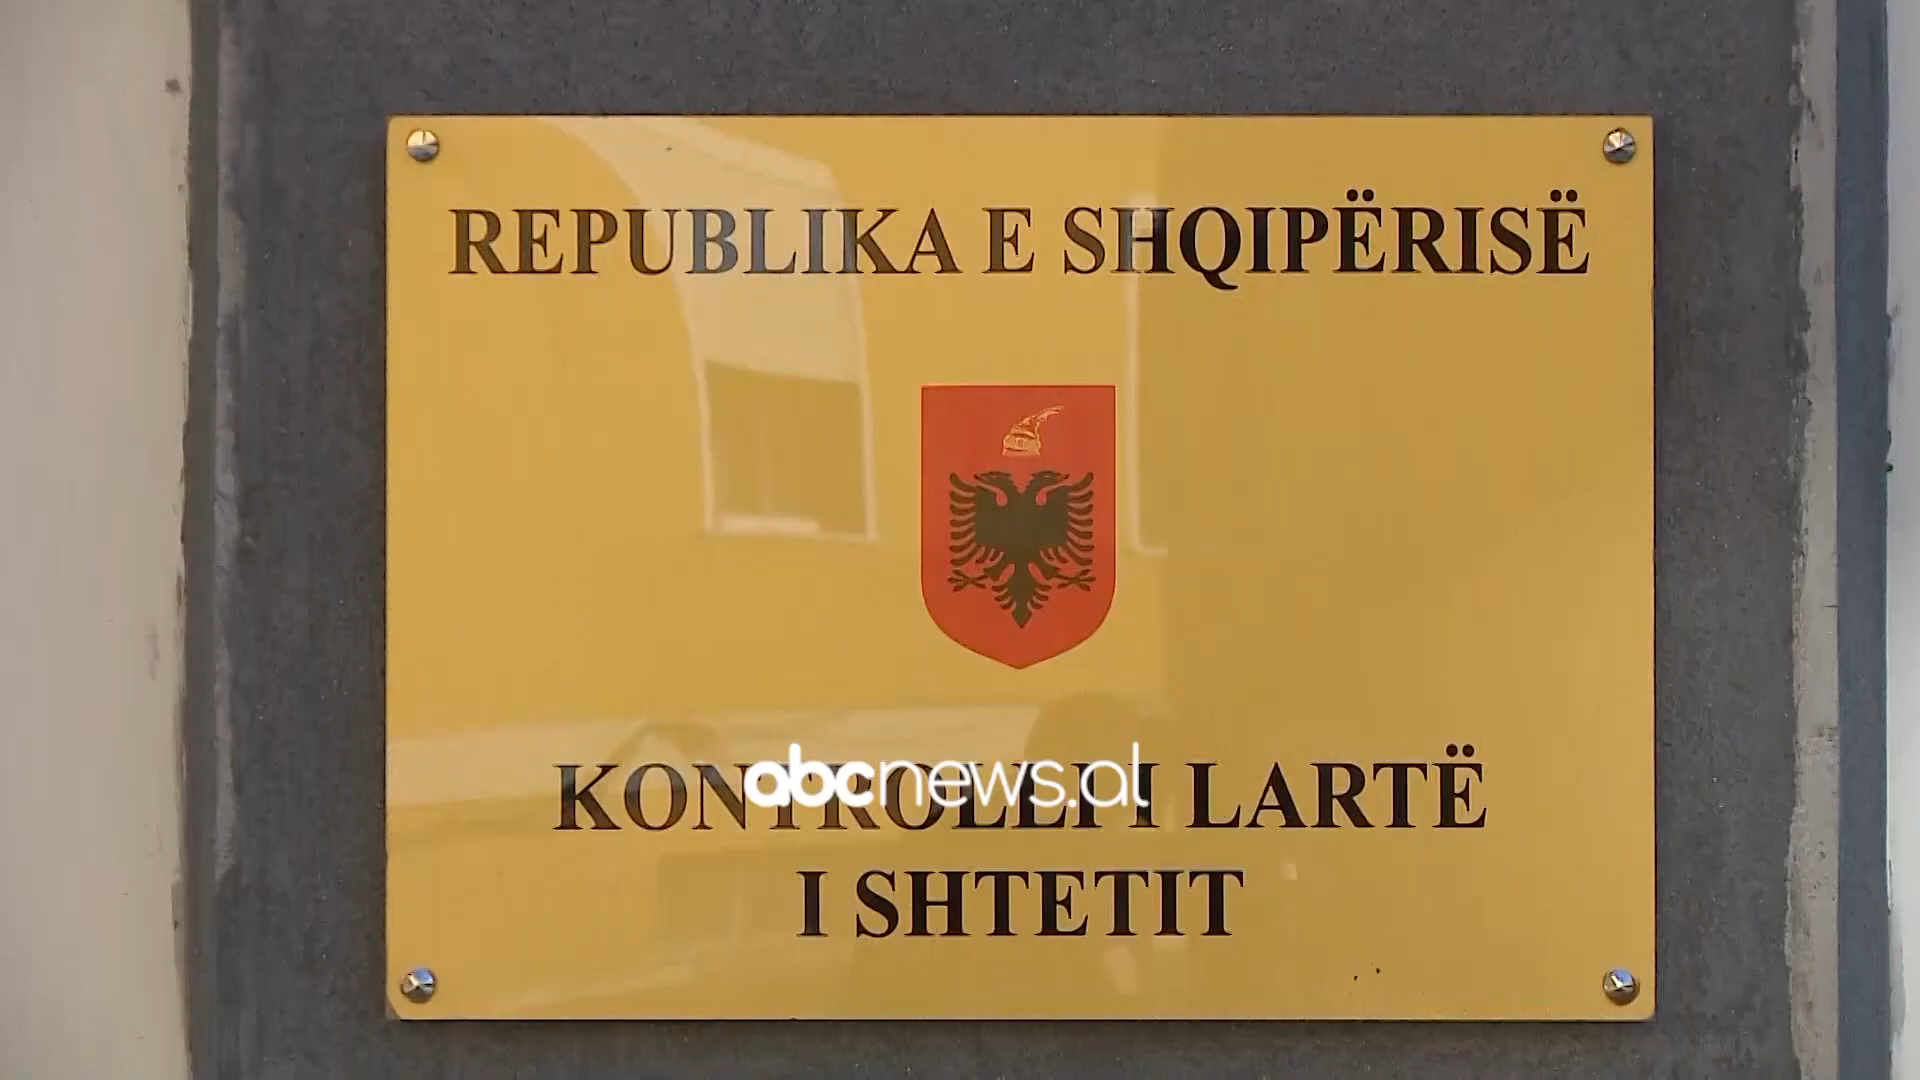 REPUBLIKA E SHQIPËRISË
KONTROLLI I LARTË
abcnews.al
I SHTETIT